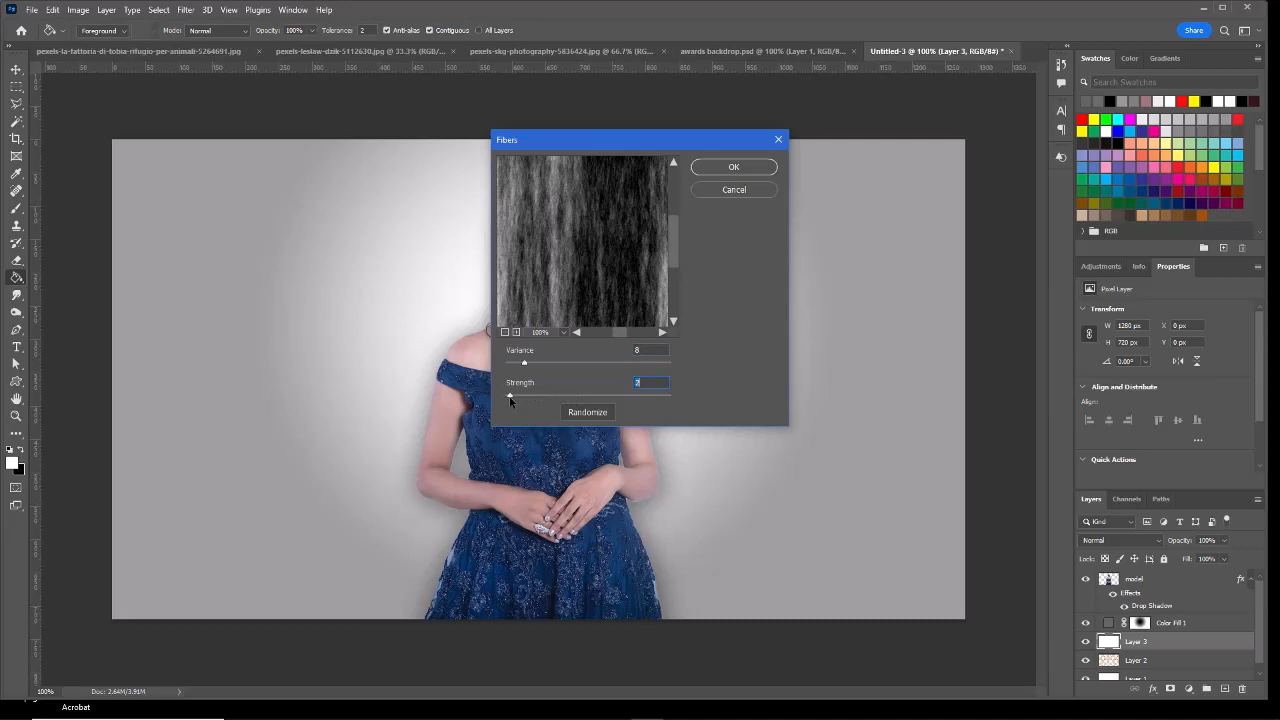 File Edit Image Layer Type Select Filter 3D View Plugins Window Help
Foreground Mode: Normal Opacity: 100% Tolerance: 2 Anti-alias Contiguous All Layers Share
pexels-la-fattoria-di-tobia-rifugio-per-animali-5264691.jpg
pexels-leslaw-dzik-5112630.jpg @ 33.3% (RGB/...
pexels-skq-photography-5836424.jpg @ 66.7% (RGB/...
awards backdrop.psd @ 100% (Layer 1, RGB/8...
Untitled-3 @ 100% (Layer 3, RGB/8#) *
Swatches Color Gradients
Search Swatches
RGB
Fibers
OK
Cancel
100%
Variance 8
Strength 2
Randomize
Adjustments Info Properties
Pixel Layer
Transform
W 1280 px X 0 px
H 720 px Y 0 px
0.00°
Align and Distribute
Align:
Quick Actions
Layers Channels Paths
Kind
Normal Opacity: 100%
Lock: Fill: 100%
model fx
Effects
Drop Shadow
Color Fill 1
Layer 3
Layer 2
Layer 1
100% Doc: 2.64M/3.91M
Acrobat